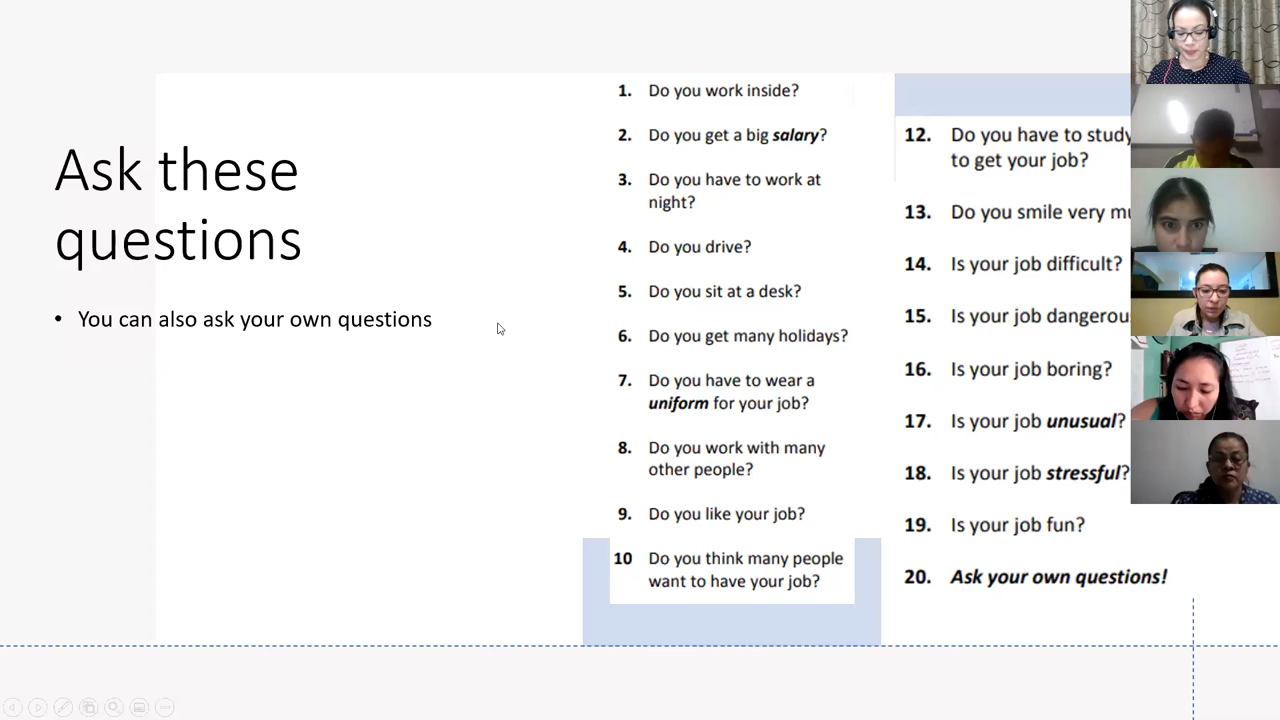 Ask these
questions
• You can also ask your own questions
1. Do you work inside?
2. Do you get a big salary?
3. Do you have to work at
night?
4. Do you drive?
5. Do you sit at a desk?
6. Do you get many holidays?
7. Do you have to wear a
uniform for your job?
8. Do you work with many
other people?
9. Do you like your job?
10 Do you think many people
want to have your job?
12. Do you have to study
to get your job?
13. Do you smile very
14. Is your job difficult?
15. Is your job
16. Is your job boring?
17. Is your job unusual?
18. Is your job stressful?
19. Is your job fun?
20. Ask your own questions!